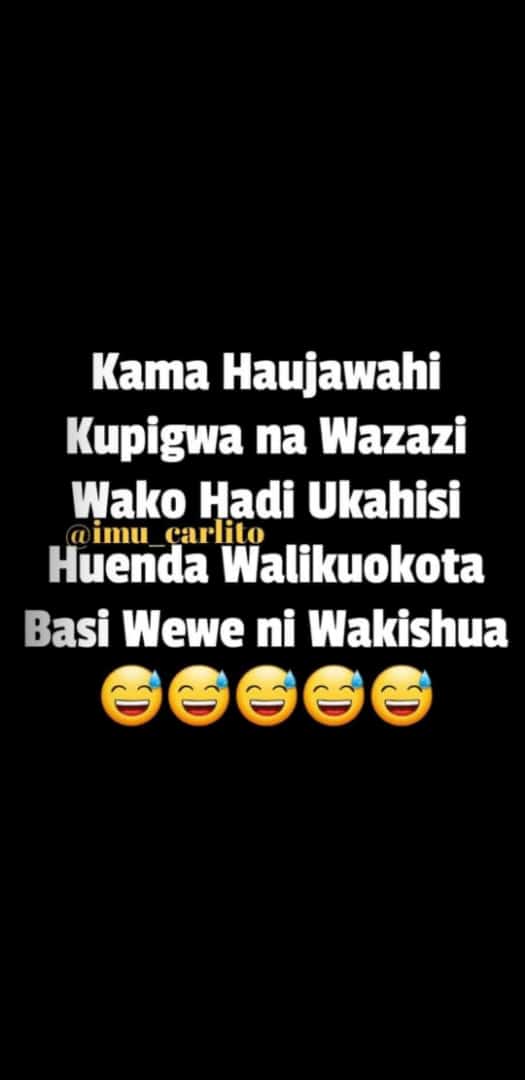 Kama Haujawahi
Kupigwa na Wazazi
Wako Hadi Ukahisi
@imu_carlito
Huenda Walikuokota
Basi Wewe ni Wakishua
😅😅😅😅😅